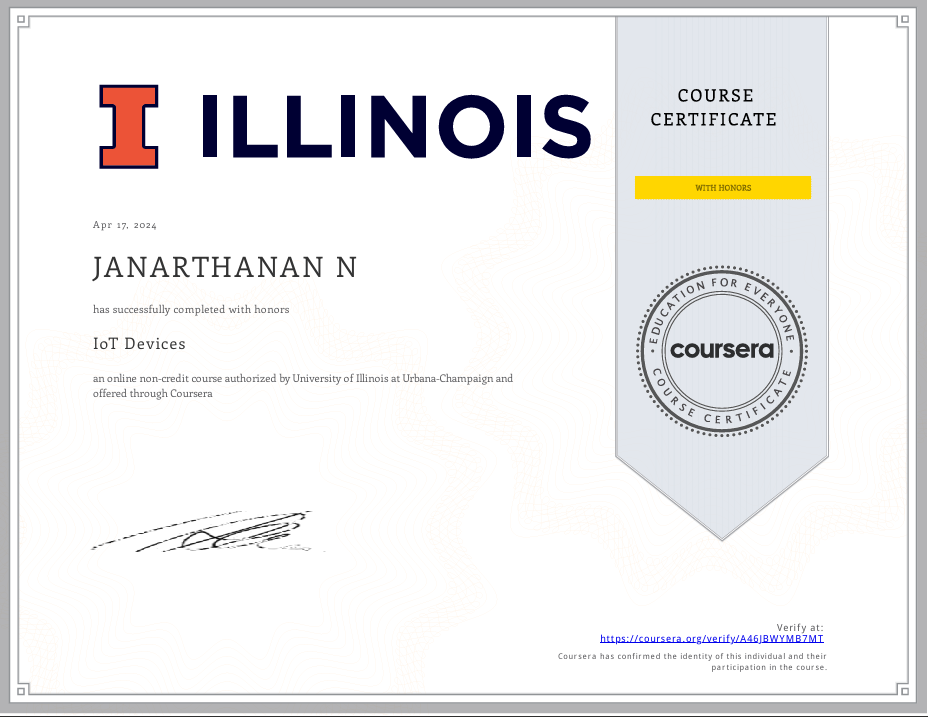 ILLINOIS
COURSE
CERTIFICATE
WITH HONORS
Apr 17, 2024
JANARTHANAN N
has successfully completed with honors
IoT Devices
an online non-credit course authorized by University of Illinois at Urbana-Champaign and
offered through Coursera
EDUCATION FOR EVERYONE
coursera
COURSE CERTIFICATE
Verify at:
https://coursera.org/verify/A46JBWYMB7MT
Coursera has confirmed the identity of this individual and their
participation in the course.